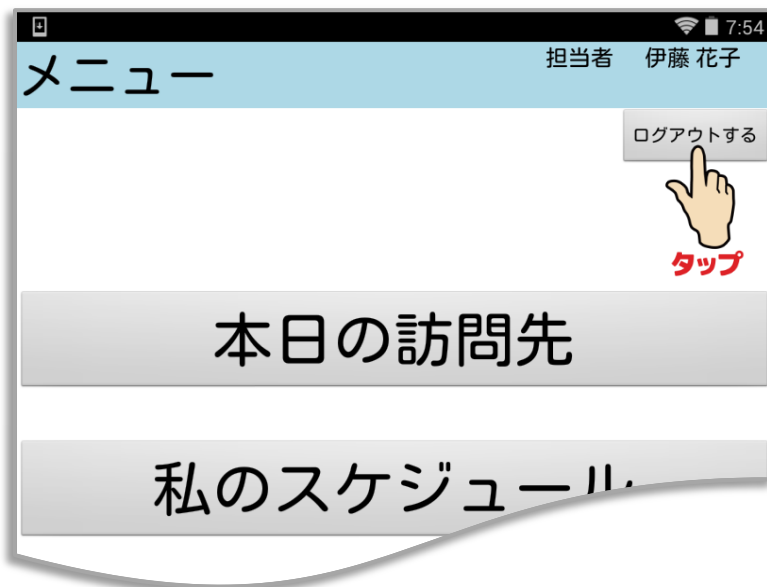 7:54
メニュー
担当者 伊藤 花子
ログアウトする
タップ
本日の訪問先
私のスケジュール